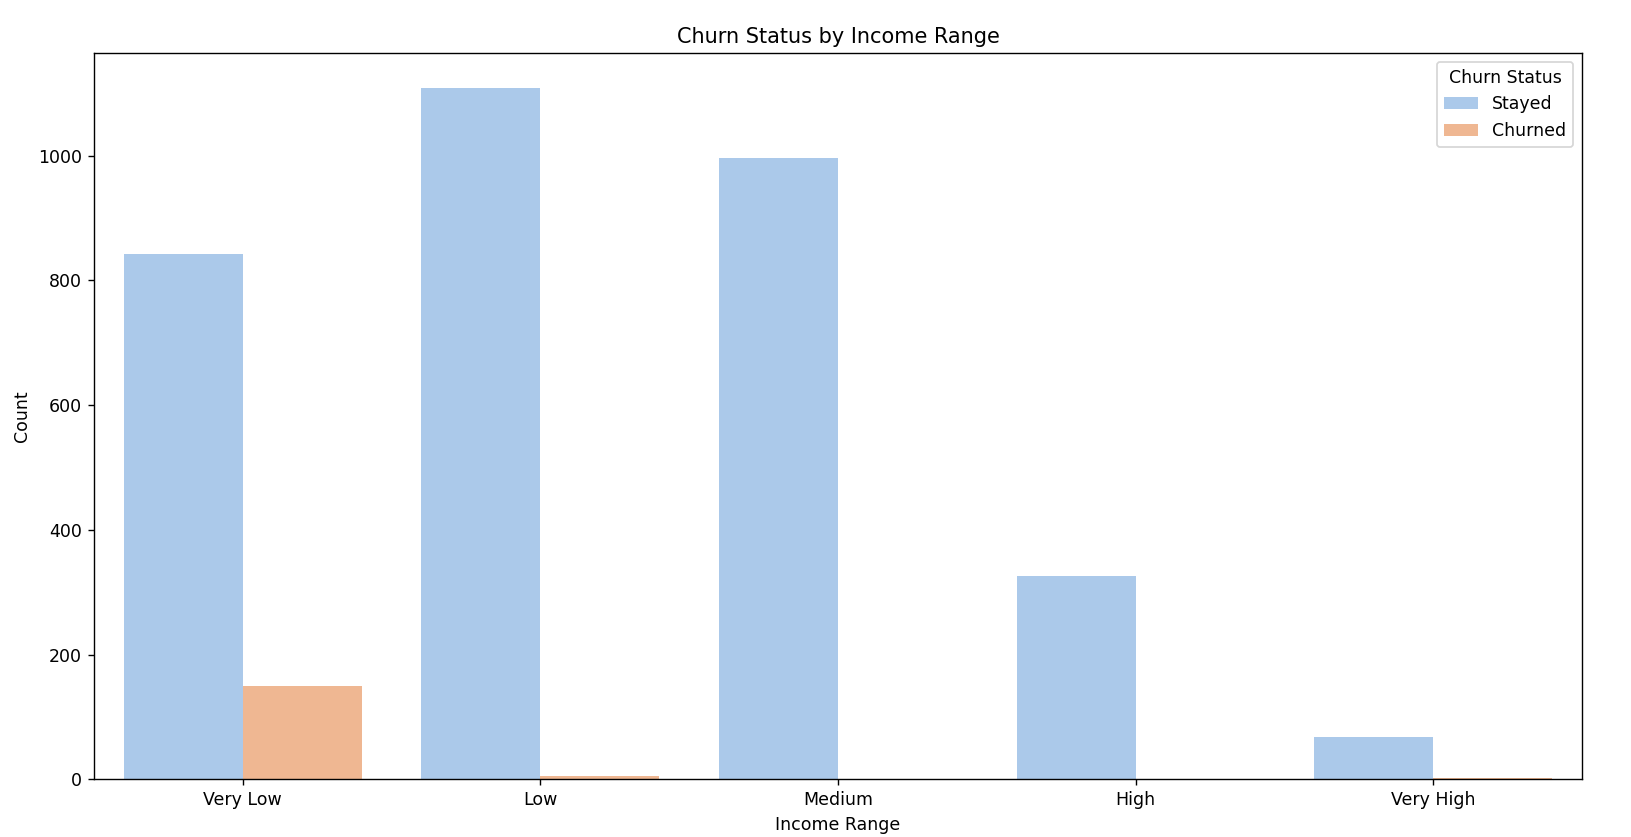 Churn Status by Income Range
Churn Status
Stayed
Churned
1000
800
600
400
200
0
Count
Very Low
Low
Medium
High
Very High
Income Range